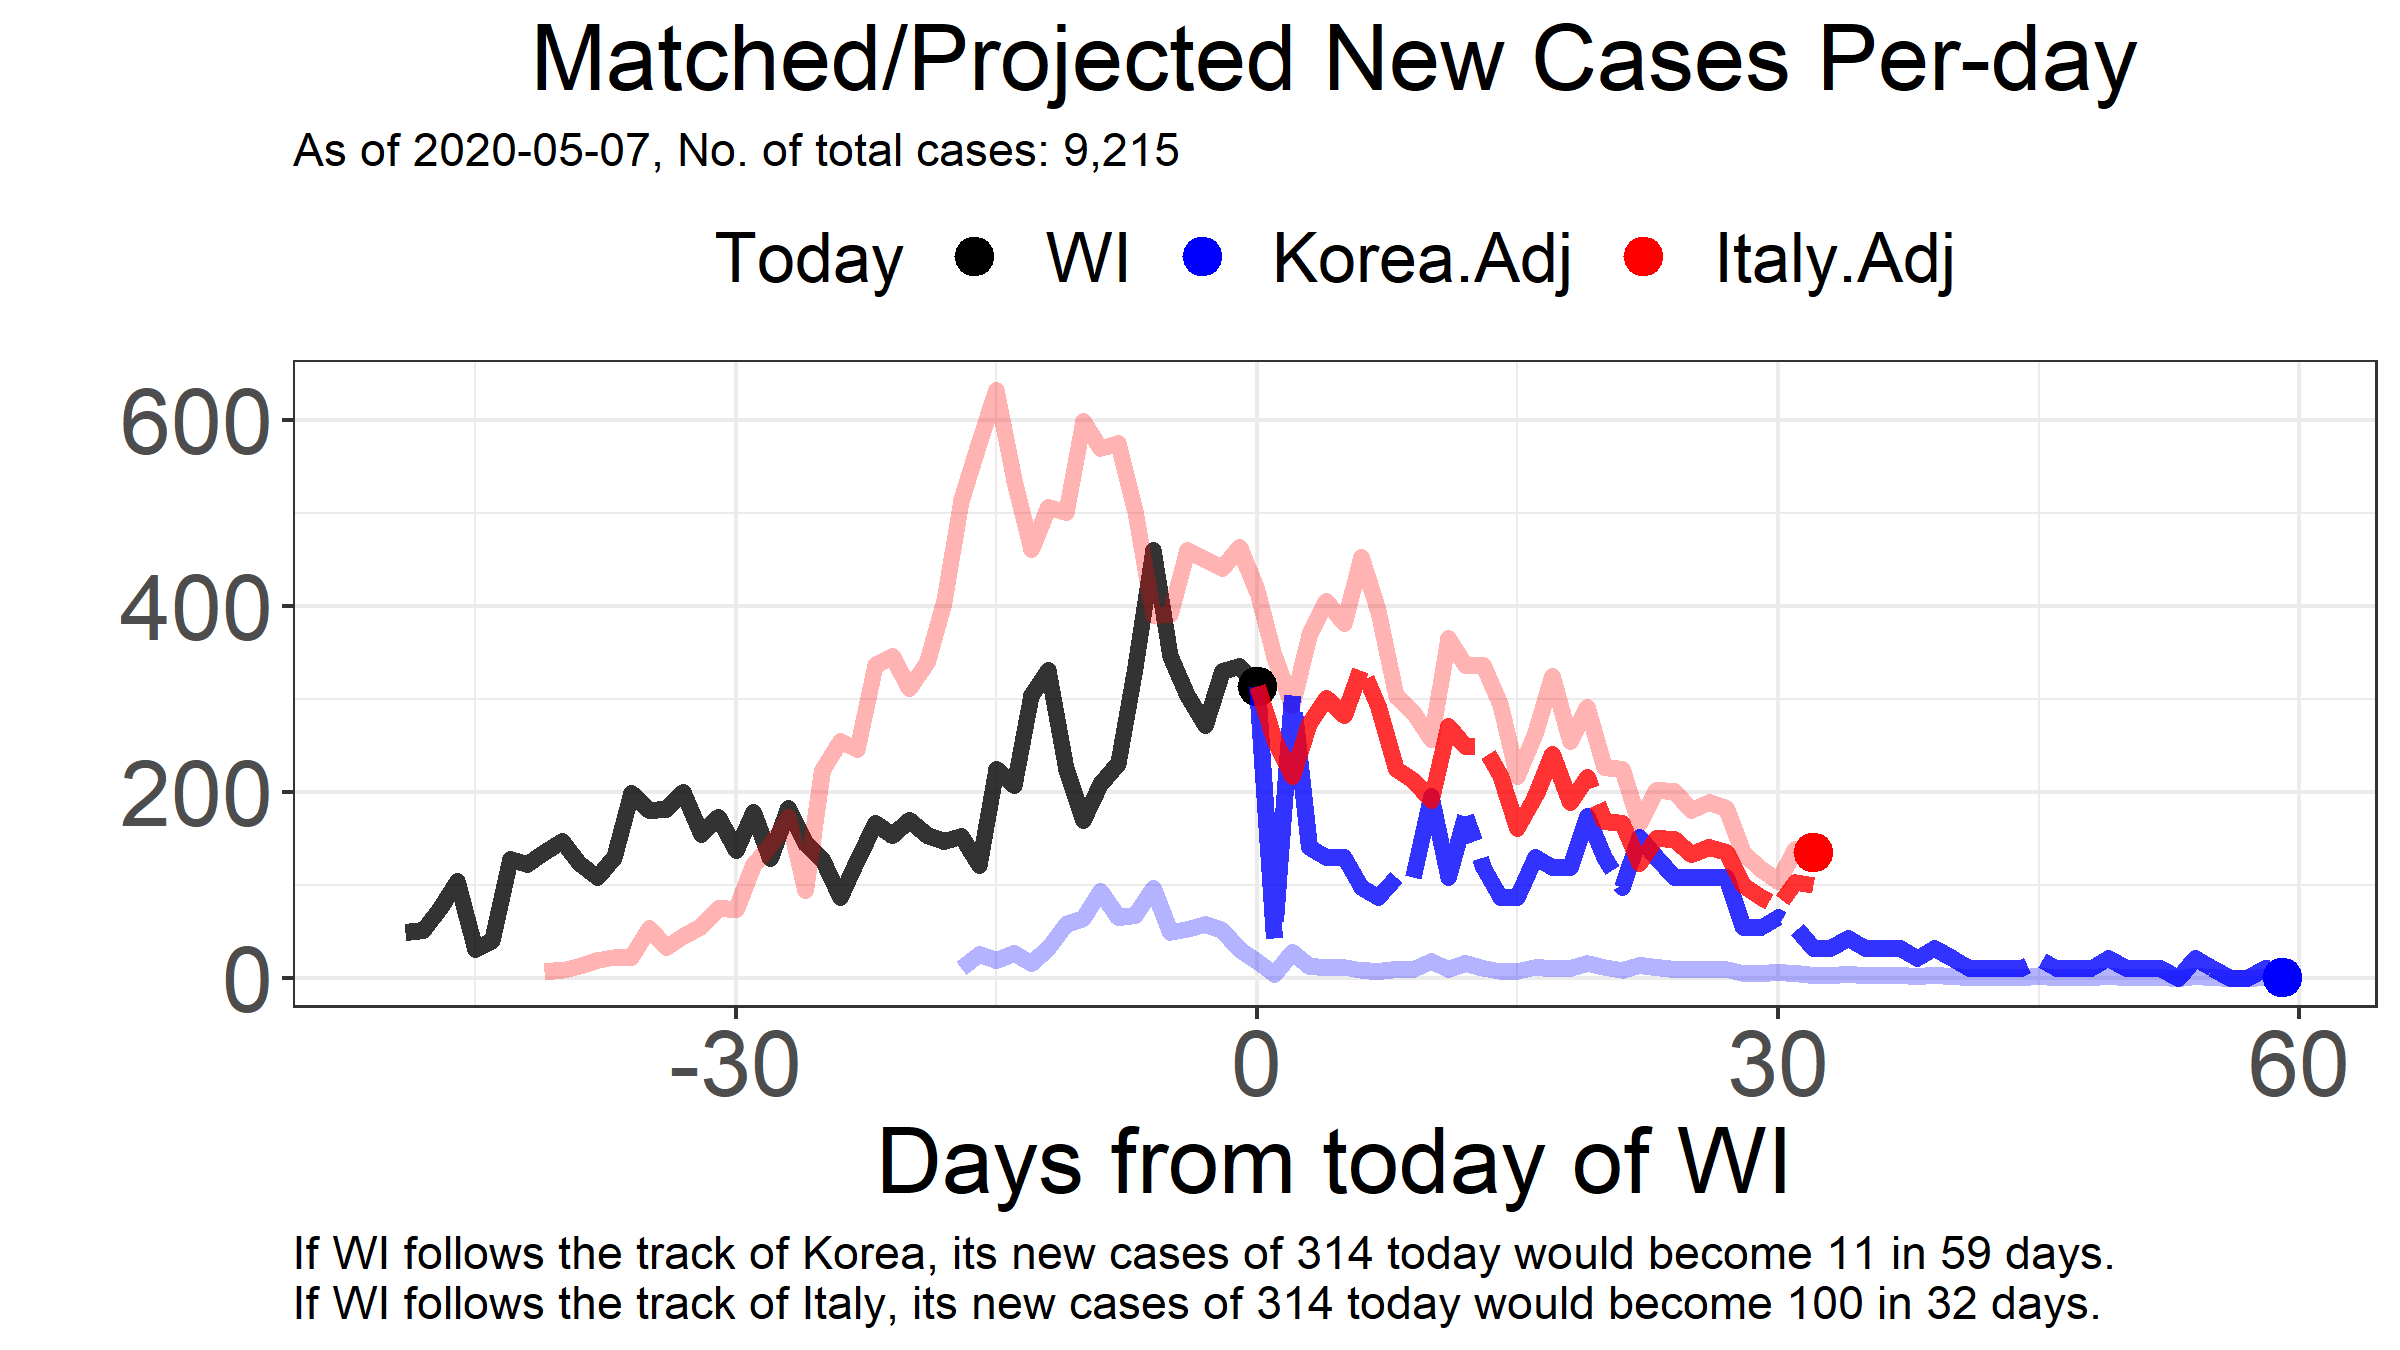 Matched/Projected New Cases Per-day
As of 2020-05-07, No. of total cases: 9,215
Today WI Korea.Adj Italy.Adj
600
400
200
0
-30 0 30 60
Days from today of WI
If WI follows the track of Korea, its new cases of 314 today would become 11 in 59 days.
If WI follows the track of Italy, its new cases of 314 today would become 100 in 32 days.